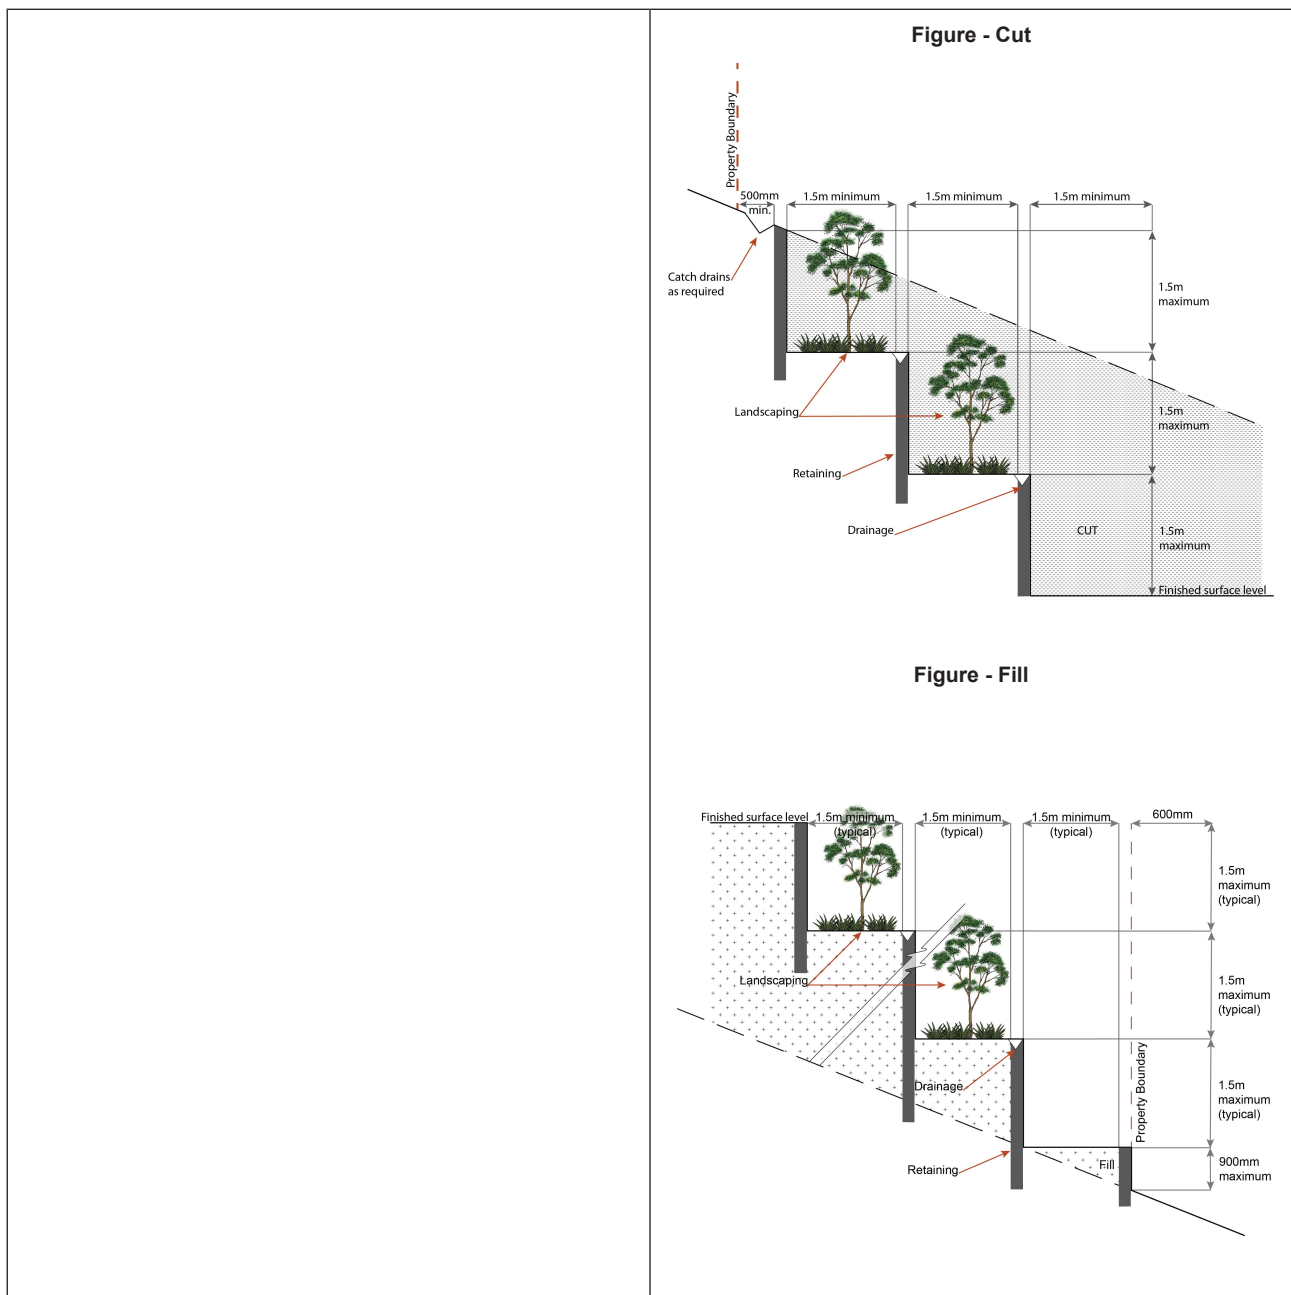 Figure - Cut
Property Boundary
500mm
min.
1.5m minimum
1.5m minimum
1.5m minimum
Catch drains
as required
1.5m
maximum
Landscaping
1.5m
maximum
Retaining
Drainage
CUT
1.5m
maximum
Finished surface level
Figure - Fill
Finished surface level
1.5m minimum
(typical)
1.5m minimum
(typical)
1.5m minimum
(typical)
600mm
1.5m
maximum
(typical)
Landscaping
1.5m
maximum
(typical)
Drainage
Property Boundary
1.5m
maximum
(typical)
Retaining
Fill
900mm
maximum